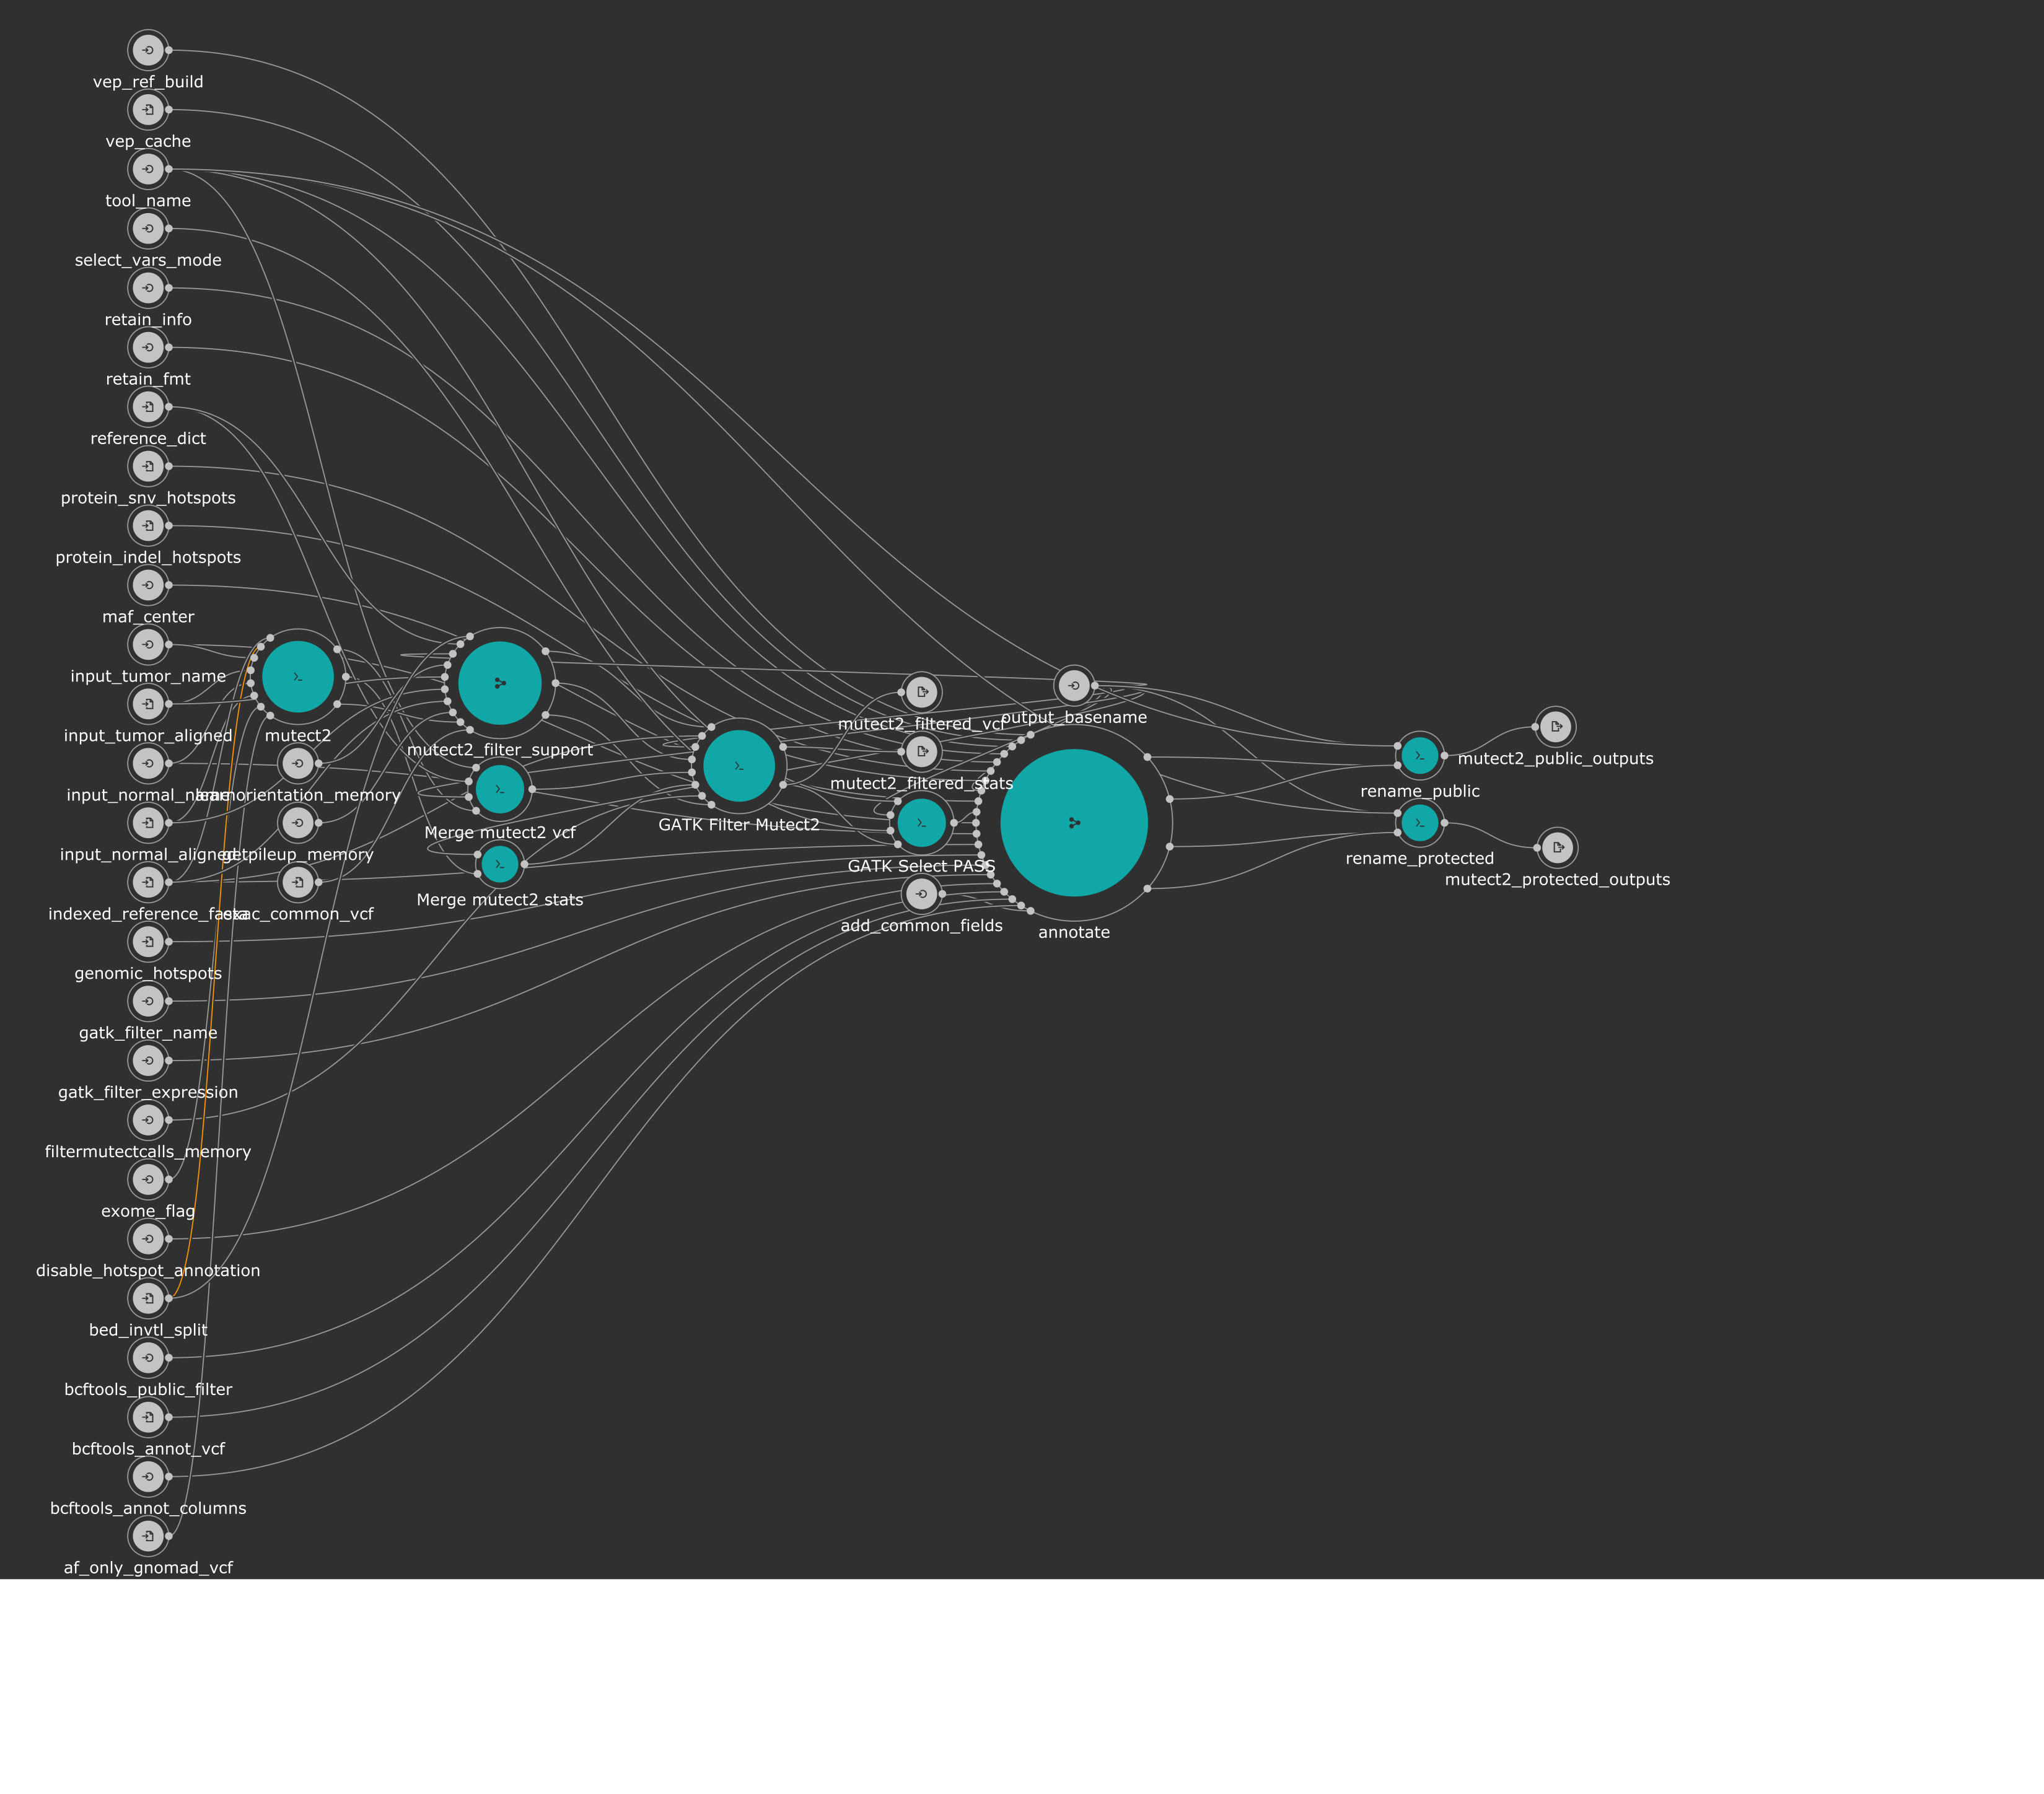 vep_ref_build
vep_cache
tool_name
select_vars_mode
retain_info
retain_fmt
reference_dict
protein_snv_hotspots
protein_indel_hotspots
maf_center
input_tumor_name
input_tumor_aligned
input_normal_name
input_normal_aligned
indexed_reference_fasta
genomic_hotspots
gatk_filter_name
gatk_filter_expression
filtermutectcalls_memory
exome_flag
disable_hotspot_annotation
bed_invtl_split
bcftools_public_filter
bcftools_annot_vcf
bcftools_annot_columns
af_only_gnomad_vcf
mutect2
learnorientation_memory
getpileup_memory
exac_common_vcf
mutect2_filter_support
Merge mutect2 vcf
Merge mutect2 stats
GATK Filter Mutect2
mutect2_filtered_vcf
mutect2_filtered_stats
GATK Select PASS
add_common_fields
output_basename
annotate
rename_public
rename_protected
mutect2_public_outputs
mutect2_protected_outputs